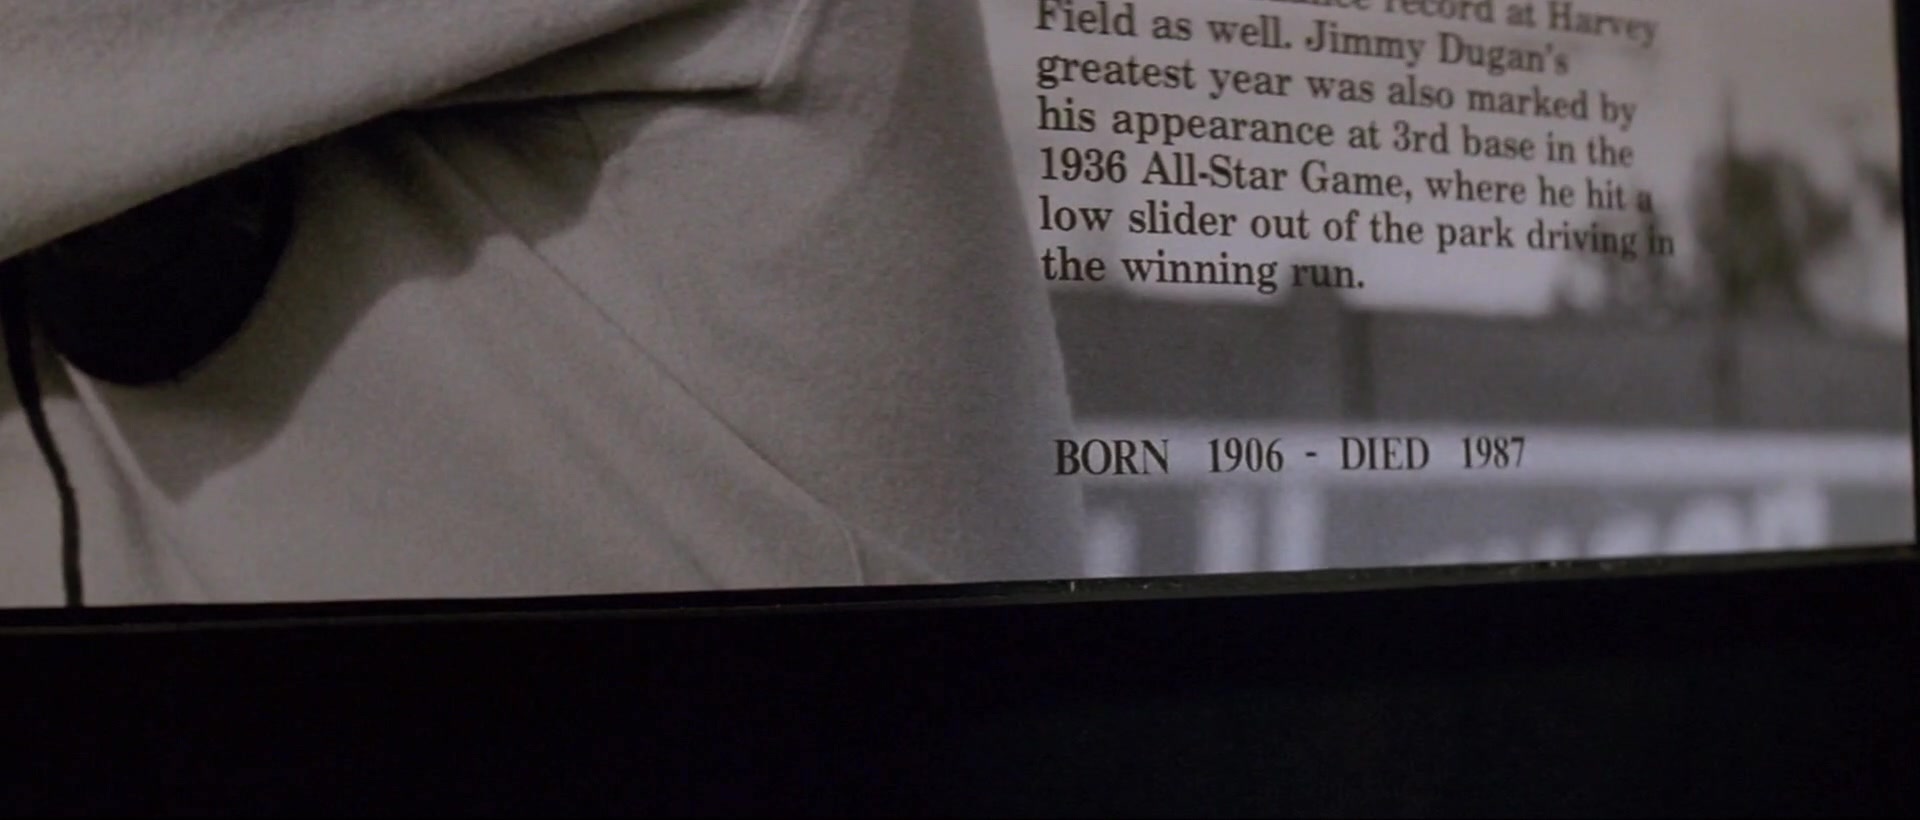 record at Harvey
Field as well. Jimmy Dugan's
greatest year was also marked by
his appearance at 3rd base in the
1936 All-Star Game, where he hit a
low slider out of the park driving in
the winning run.
BORN 1906 - DIED 1987